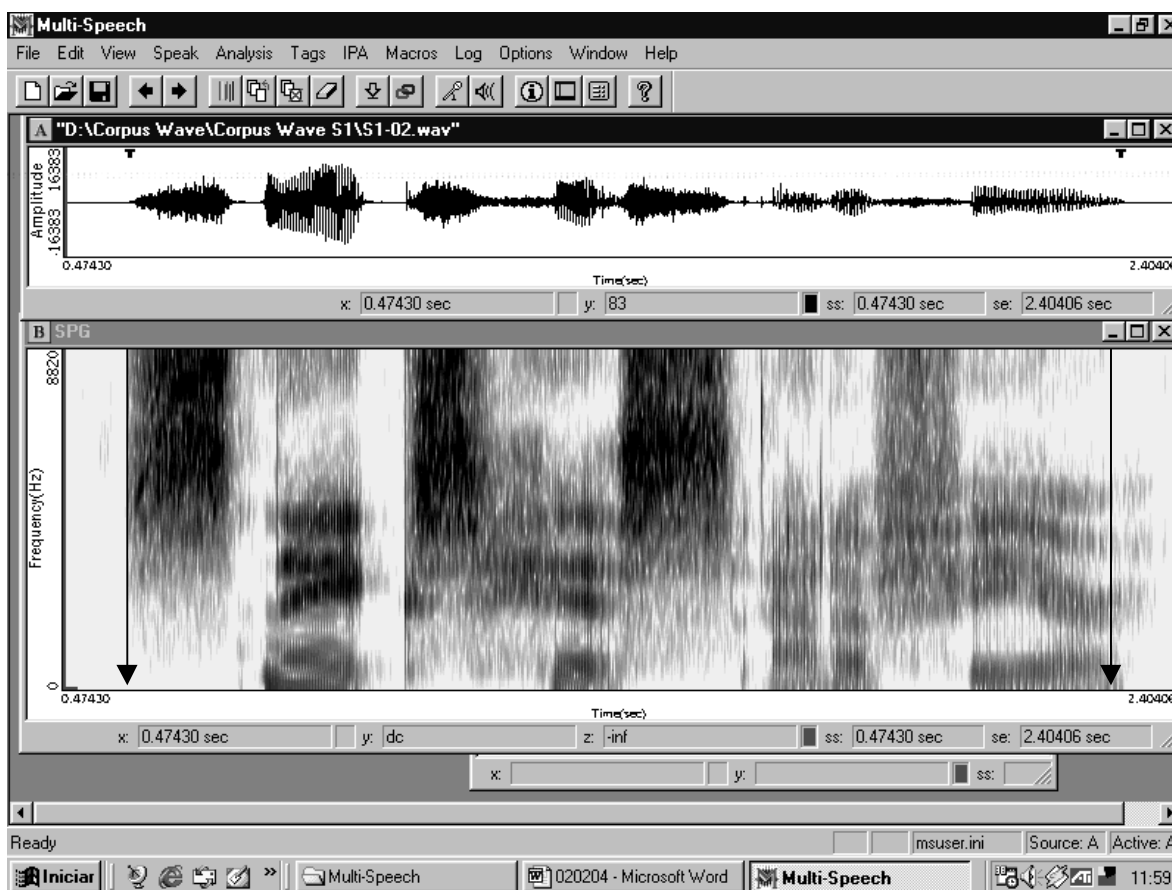 Multi-Speech
File Edit View Speak Analysis Tags IPA Macros Log Options Window Help
A "D:\Corpus Wave\Corpus Wave S1\S1-02.wav"
Amplitude
16383
-16383
0.47430 2.40406
Time(sec)
x: 0.47430 sec y: 83 ss: 0.47430 sec se: 2.40406 sec
B SPG
Frequency(Hz)
8820
0
0.47430 2.40406
Time(sec)
x: 0.47430 sec y: dc z: -inf ss: 0.47430 sec se: 2.40406 sec
x: y: ss:
Ready msuser.ini Source: A Active: A
Iniciar » Multi-Speech 020204 - Microsoft Word Multi-Speech 11:59